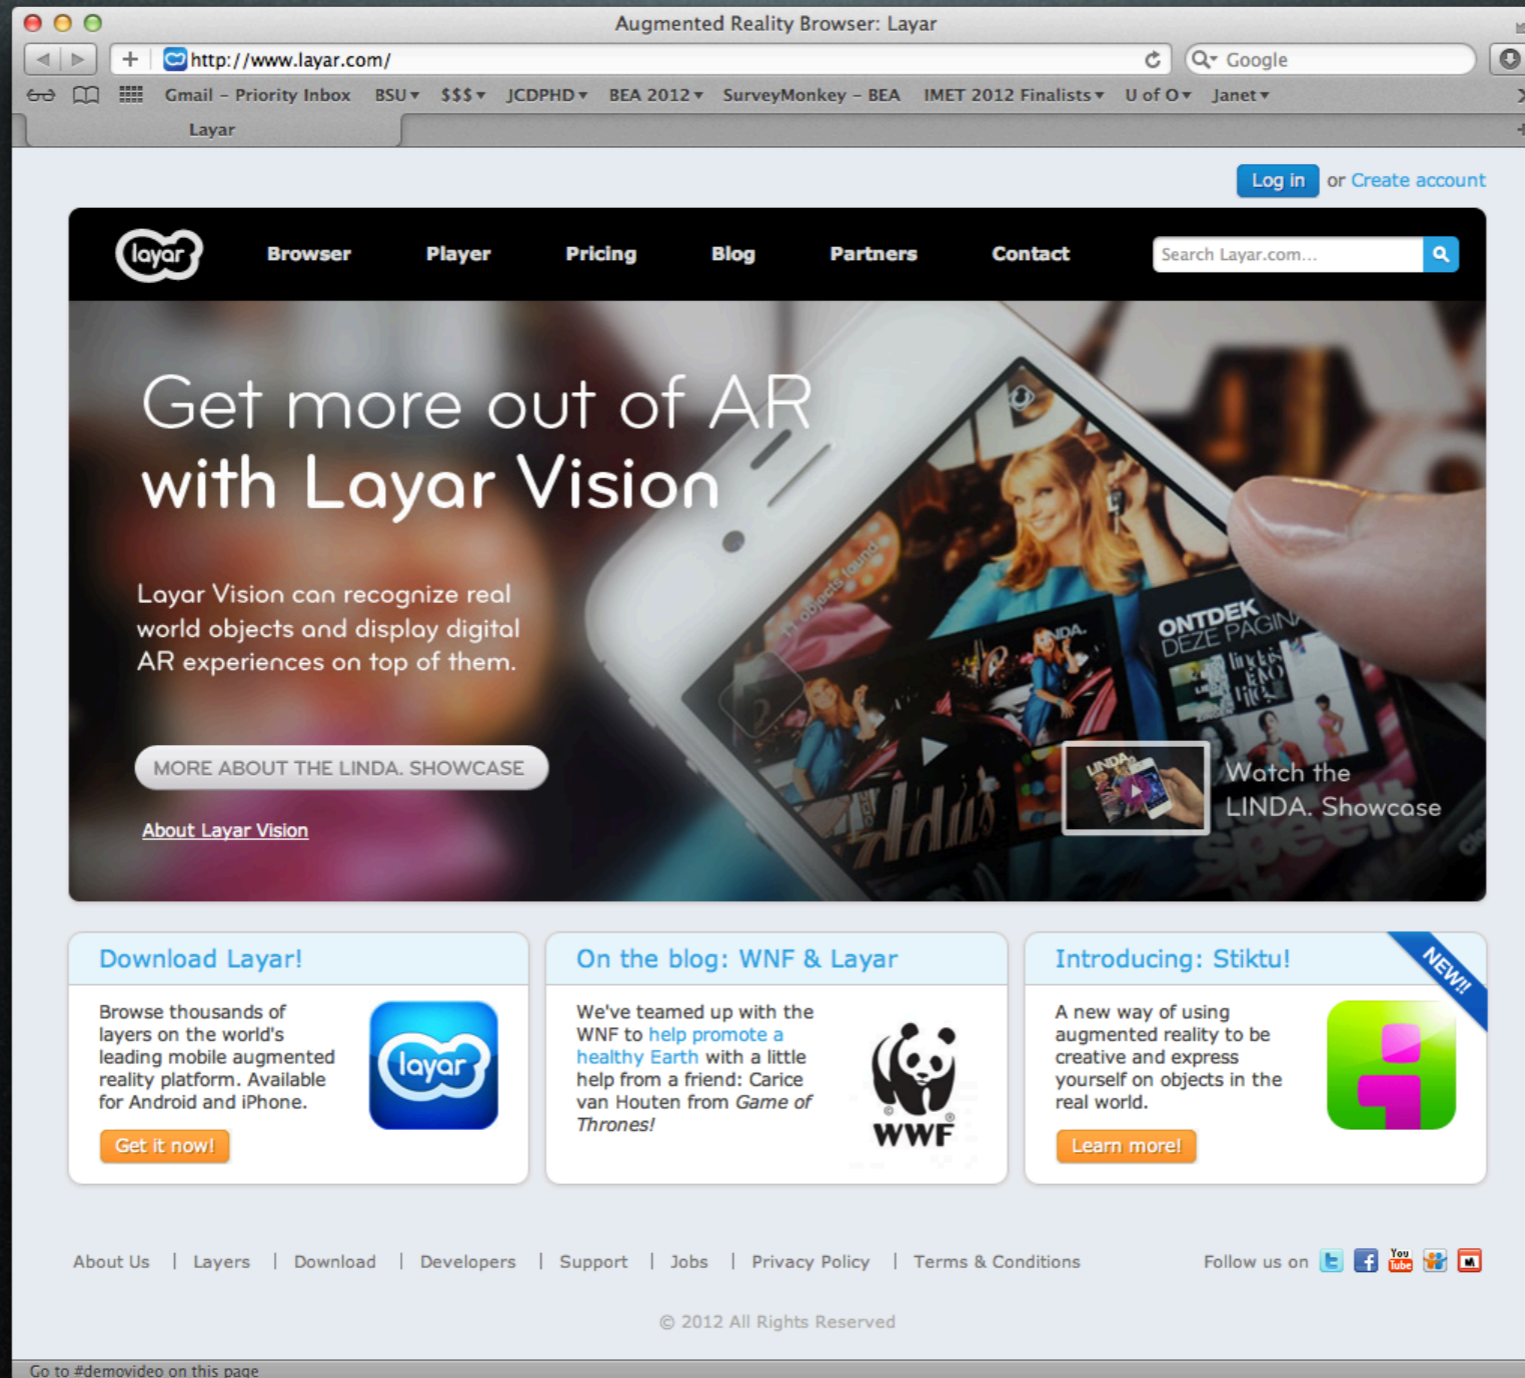 Augmented Reality Browser: Layar
http://www.layar.com/
Google
Gmail – Priority Inbox BSU▾ $$$▾ JCDPHD▾ BEA 2012▾ SurveyMonkey – BEA IMET 2012 Finalists▾ U of O▾ Janet▾
Layar
Log in or Create account
layar Browser Player Pricing Blog Partners Contact Search Layar.com...
Get more out of AR
with Layar Vision
Layar Vision can recognize real
world objects and display digital
AR experiences on top of them.
MORE ABOUT THE LINDA. SHOWCASE
About Layar Vision
11 objects found
LINDA.
ONTDEK
DEZE PAGINA
LINDA.
Watch the
LINDA. Showcase
Download Layar!
Browse thousands of
layers on the world's
leading mobile augmented
reality platform. Available
for Android and iPhone.
layar
Get it now!
On the blog: WNF & Layar
We've teamed up with the
WNF to help promote a
healthy Earth with a little
help from a friend: Carice
van Houten from Game of
Thrones!
© ®
WWF
Introducing: Stiktu!
NEW!!
A new way of using
augmented reality to be
creative and express
yourself on objects in the
real world.
Learn more!
About Us | Layers | Download | Developers | Support | Jobs | Privacy Policy | Terms & Conditions Follow us on You Tube
© 2012 All Rights Reserved
Go to #demovideo on this page